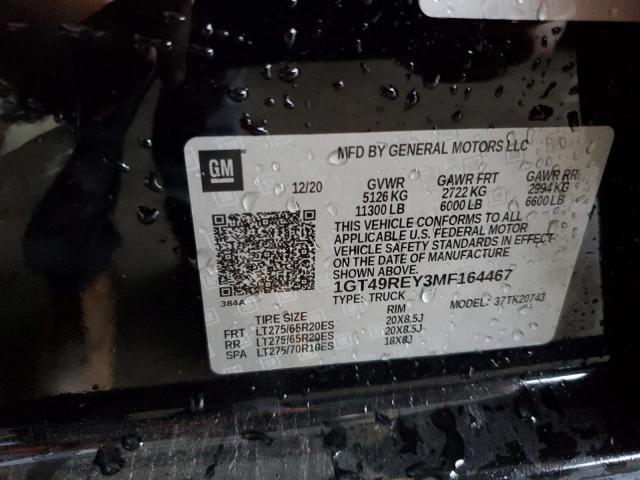 GM
MFD BY GENERAL MOTORS LLC
12/20 GVWR GAWR FRT GAWR RR
5126 KG 2722 KG 2994 KG
11300 LB 6000 LB 6600 LB
THIS VEHICLE CONFORMS TO ALL
APPLICABLE U.S. FEDERAL MOTOR
VEHICLE SAFETY STANDARDS IN EFFECT
ON THE DATE OF MANUFACTURE
SHOWN ABOVE.
1GT49REY3MF164467
384A
TYPE: TRUCK MODEL: 37TK20743
TIRE SIZE RIM
FRT LT275/65R20ES 20X8.5J
RR LT275/65R20ES 20X8.5J
SPA LT275/70R18ES 18X8J